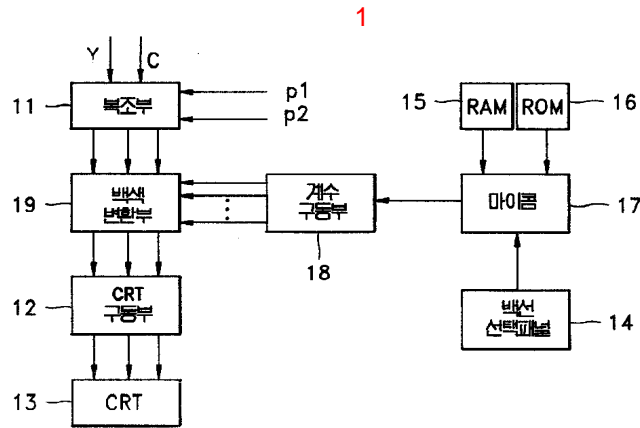 1
Y
C
p1
p2
11
복조부
15
RAM
ROM
16
19
백색
변환부
계수
구동부
18
마이콤
17
12
CRT
구동부
백선
선택패널
14
13
CRT